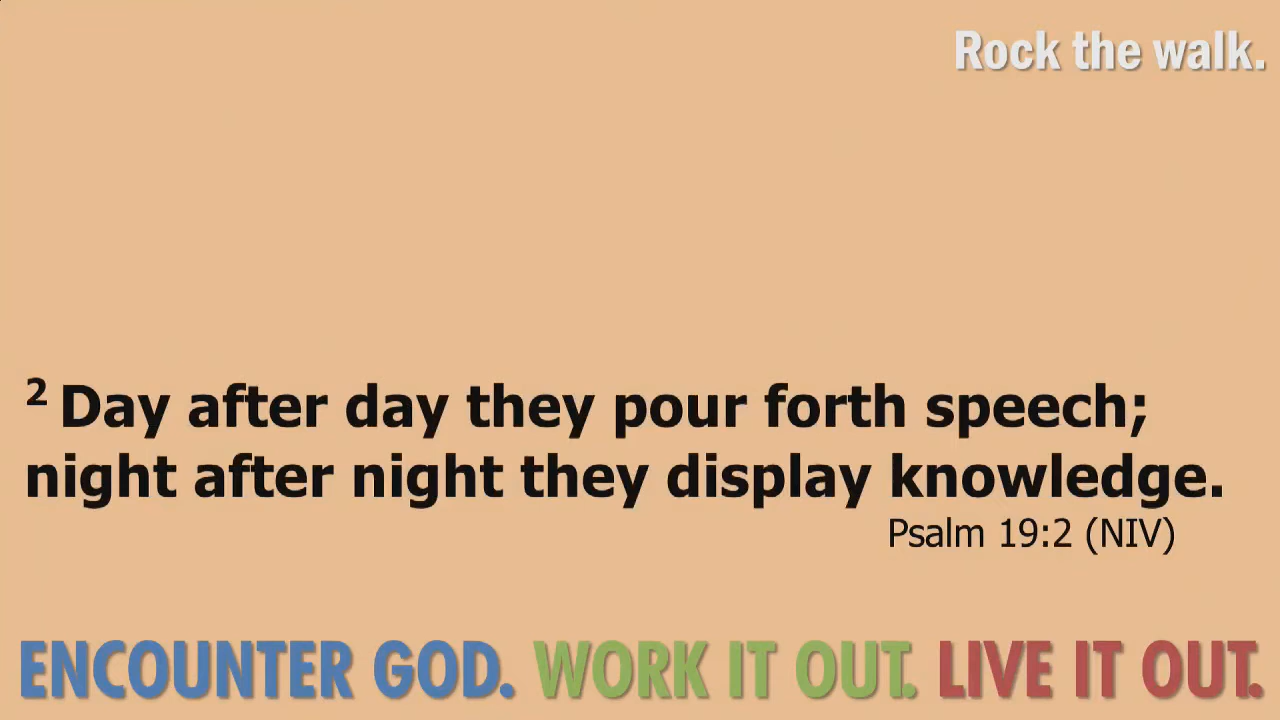 Rock the walk.
2 Day after day they pour forth speech;
night after night they display knowledge.
Psalm 19:2 (NIV)
ENCOUNTER GOD. WORK IT OUT. LIVE IT OUT.